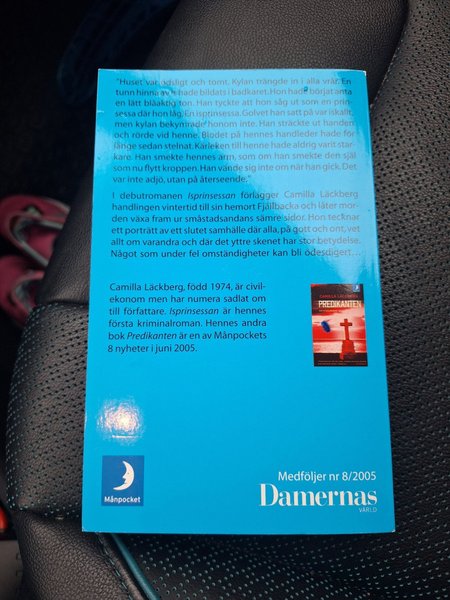 "Huset var ödsligt och tomt. Kylan trängde in i alla vrår. En
tunn hinna av is hade bildats i badkaret. Hon hade börjat anta
en lätt blåaktig ton. Han tyckte att hon såg ut som en prin-
sessa där hon låg. En isprinsessa. Golvet han satt på var iskallt,
men kylan bekymrade honom inte. Han sträckte ut handen
och rörde vid henne. Blodet på hennes handleder hade för
länge sedan stelnat. Kärleken till henne hade aldrig varit star-
kare. Han smekte hennes arm, som om han smekte den själ
som nu flytt kroppen. Han vände sig inte om när han gick. Det
var inte adjö, utan på återseende."
I debutromanen Isprinsessan förlägger Camilla Läckberg
handlingen vintertid till sin hemort Fjällbacka och låter mor-
den växa fram ur småstadsandans sämre sidor. Hon tecknar
ett porträtt av ett slutet samhälle där alla, på gott och ont, vet
allt om varandra och där det yttre skenet har stor betydelse.
Något som under fel omständigheter kan bli ödesdigert…
Camilla Läckberg, född 1974, är civil-
ekonom men har numera sadlat om
till författare. Isprinsessan är hennes
första kriminalroman. Hennes andra
bok Predikanten är en av Månpockets
8 nyheter i juni 2005.
CAMILLA LÄCKBERG
PREDIKANTEN
Månpocket
Medföljer nr 8/2005
Damernas
VÄRLD